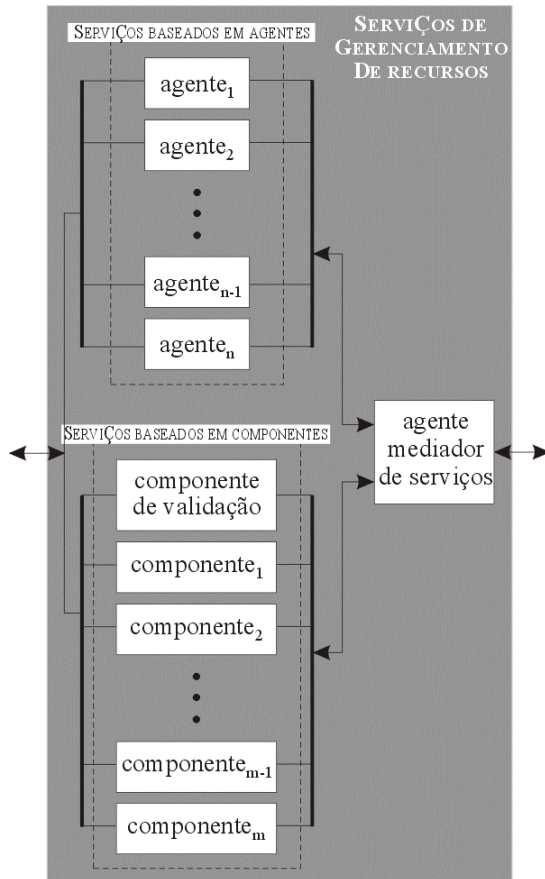 SERVIÇOS DE
GERENCIAMENTO
DE RECURSOS
SERVIÇOS BASEADOS EM AGENTES
agente1
agente2
agenten-1
agenten
SERVIÇOS BASEADOS EM COMPONENTES
componente
de validação
componente1
componente2
componentem-1
componentem
agente
mediador
de serviços